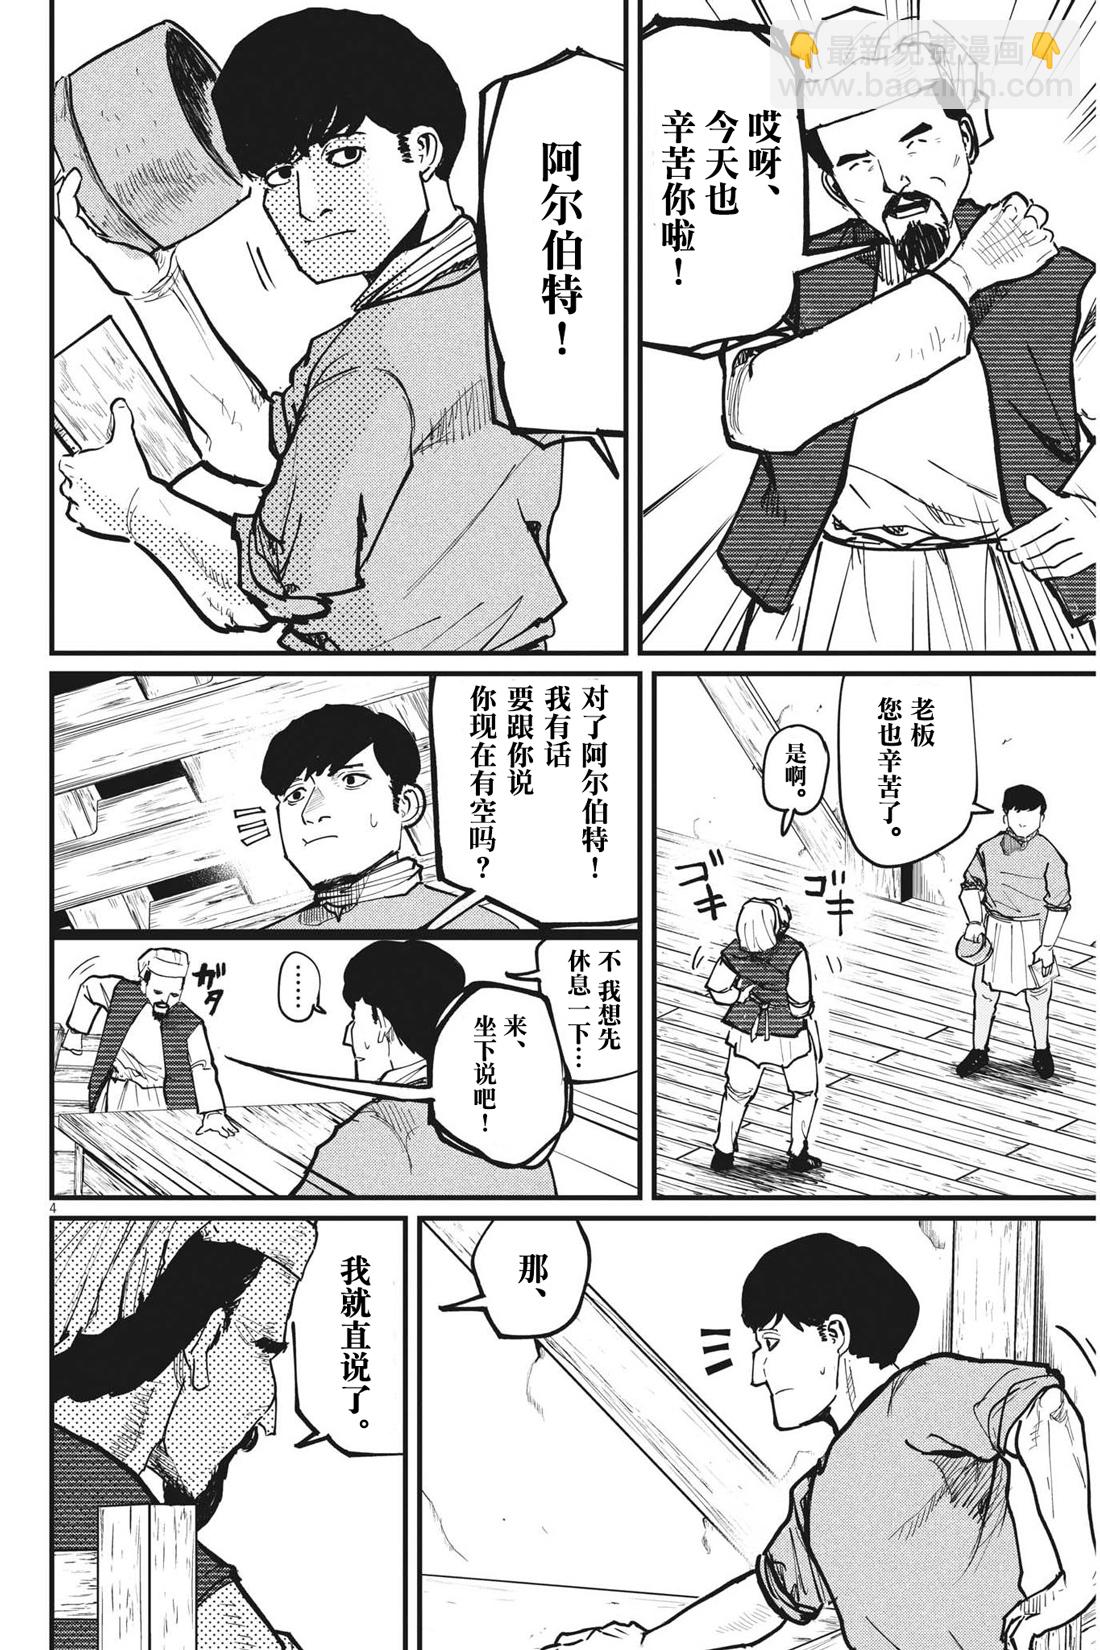 最新免费漫画
www.baozimh.com
哎呀、
今天也
辛苦你啦！
阿尔伯特！
老板
您也辛苦了。
是啊。
ゴキ
ゴキ
对了阿尔伯特！
我有话
要跟你说
你现在有空吗？
不我想先
休息一下…
来、
坐下说吧！
……
ガタ
4
那、
我就直说了。